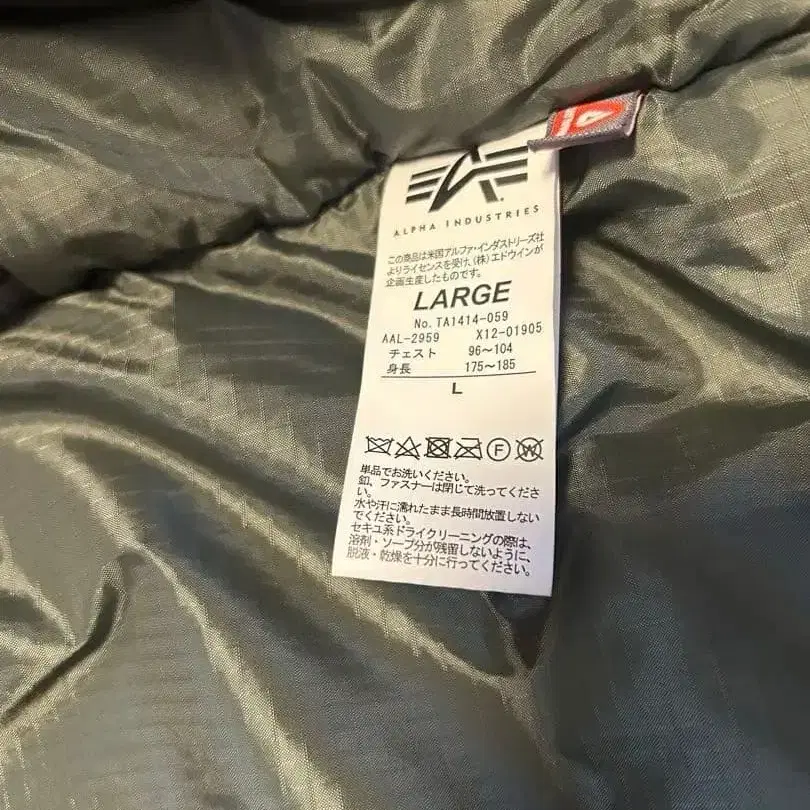 ALPHA INDUSTRIES
この商品は米国アルファ・インダストリーズ社
よりライセンスを受け、(株)エドウインが
企画生産したものです。
LARGE
No. TA1414-059
AAL-2959 X12-01905
チェスト 96～104
身長 175～185
L
F
W
単品でお洗いください。
釦、ファスナーは閉じて洗ってくださ
い。
水や汗に濡れたまま長時間放置しない
でください。
セキユ系ドライクリーニングの際は、
溶剤・ソープ分が残留しないように、
脱液・乾燥を十分に行ってください。